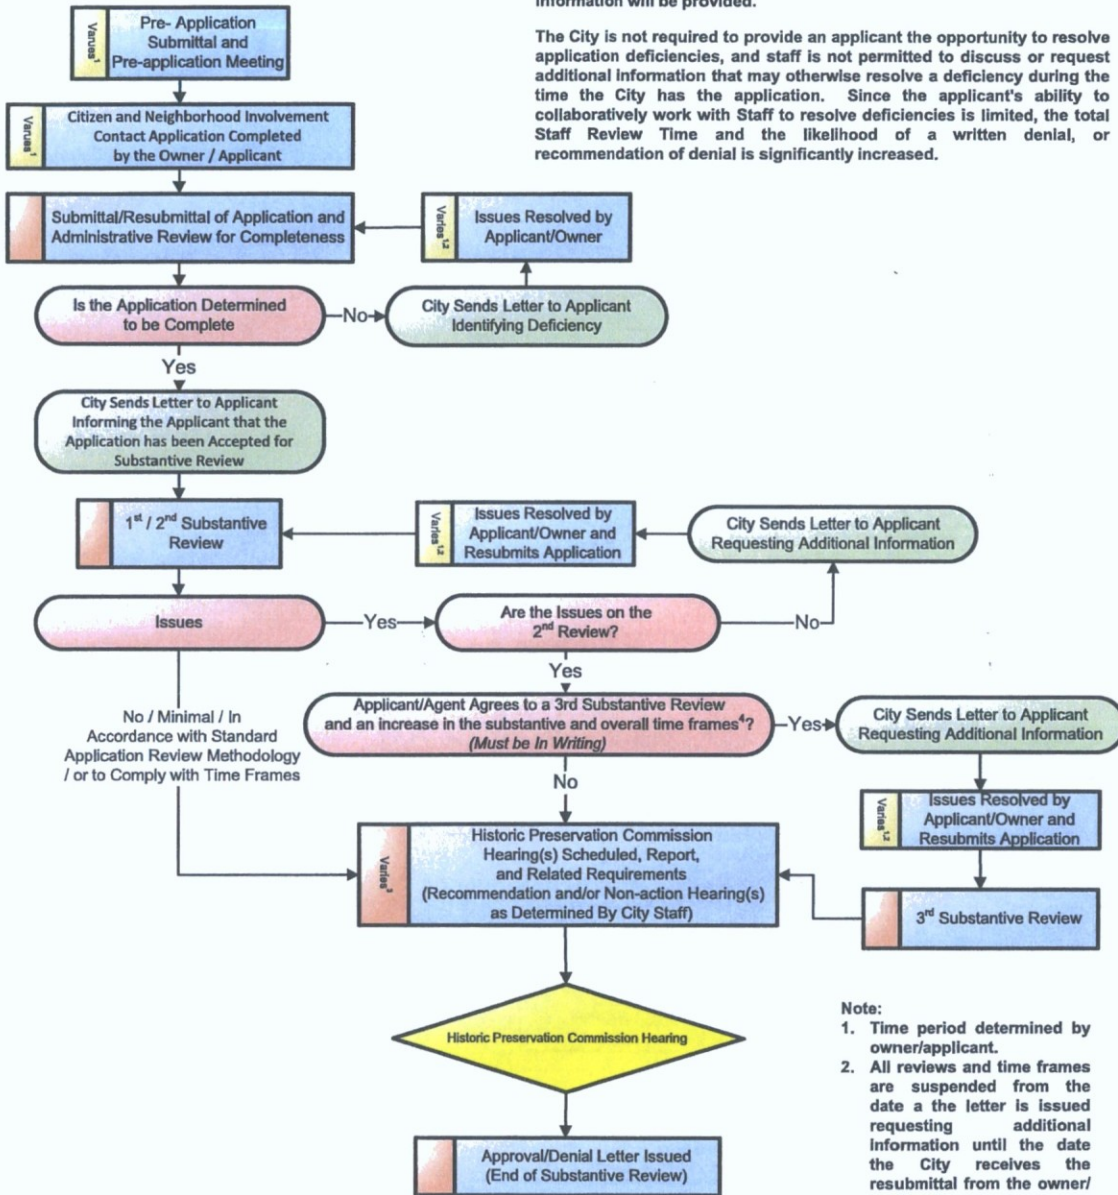 information will be provided.
The City is not required to provide an applicant the opportunity to resolve
application deficiencies, and staff is not permitted to discuss or request
additional information that may otherwise resolve a deficiency during the
time the City has the application. Since the applicant's ability to
collaboratively work with Staff to resolve deficiencies is limited, the total
Staff Review Time and the likelihood of a written denial, or
recommendation of denial is significantly increased.
Varues¹
Pre- Application
Submittal and
Pre-application Meeting
Varues¹
Citizen and Neighborhood Involvement
Contact Application Completed
by the Owner / Applicant
Submittal/Resubmittal of Application and
Administrative Review for Completeness
Varies¹,²
Issues Resolved by
Applicant/Owner
Is the Application Determined
to be Complete
No
City Sends Letter to Applicant
Identifying Deficiency
Yes
City Sends Letter to Applicant
Informing the Applicant that the
Application has been Accepted for
Substantive Review
1st / 2nd Substantive
Review
Varies¹,²
Issues Resolved by
Applicant/Owner and
Resubmits Application
City Sends Letter to Applicant
Requesting Additional Information
Issues
Yes
Are the Issues on the
2nd Review?
No
Yes
No / Minimal / In
Accordance with Standard
Application Review Methodology
/ or to Comply with Time Frames
Applicant/Agent Agrees to a 3rd Substantive Review
and an increase in the substantive and overall time frames⁴?
(Must be In Writing)
Yes
City Sends Letter to Applicant
Requesting Additional Information
No
Varies¹,²
Issues Resolved by
Applicant/Owner and
Resubmits Application
Varies³
Historic Preservation Commission
Hearing(s) Scheduled, Report,
and Related Requirements
(Recommendation and/or Non-action Hearing(s)
as Determined By City Staff)
3rd Substantive Review
Historic Preservation Commission Hearing
Approval/Denial Letter Issued
(End of Substantive Review)
Note:
1. Time period determined by
owner/applicant.
2. All reviews and time frames
are suspended from the
date a the letter is issued
requesting additional
information until the date
the City receives the
resubmittal from the owner/